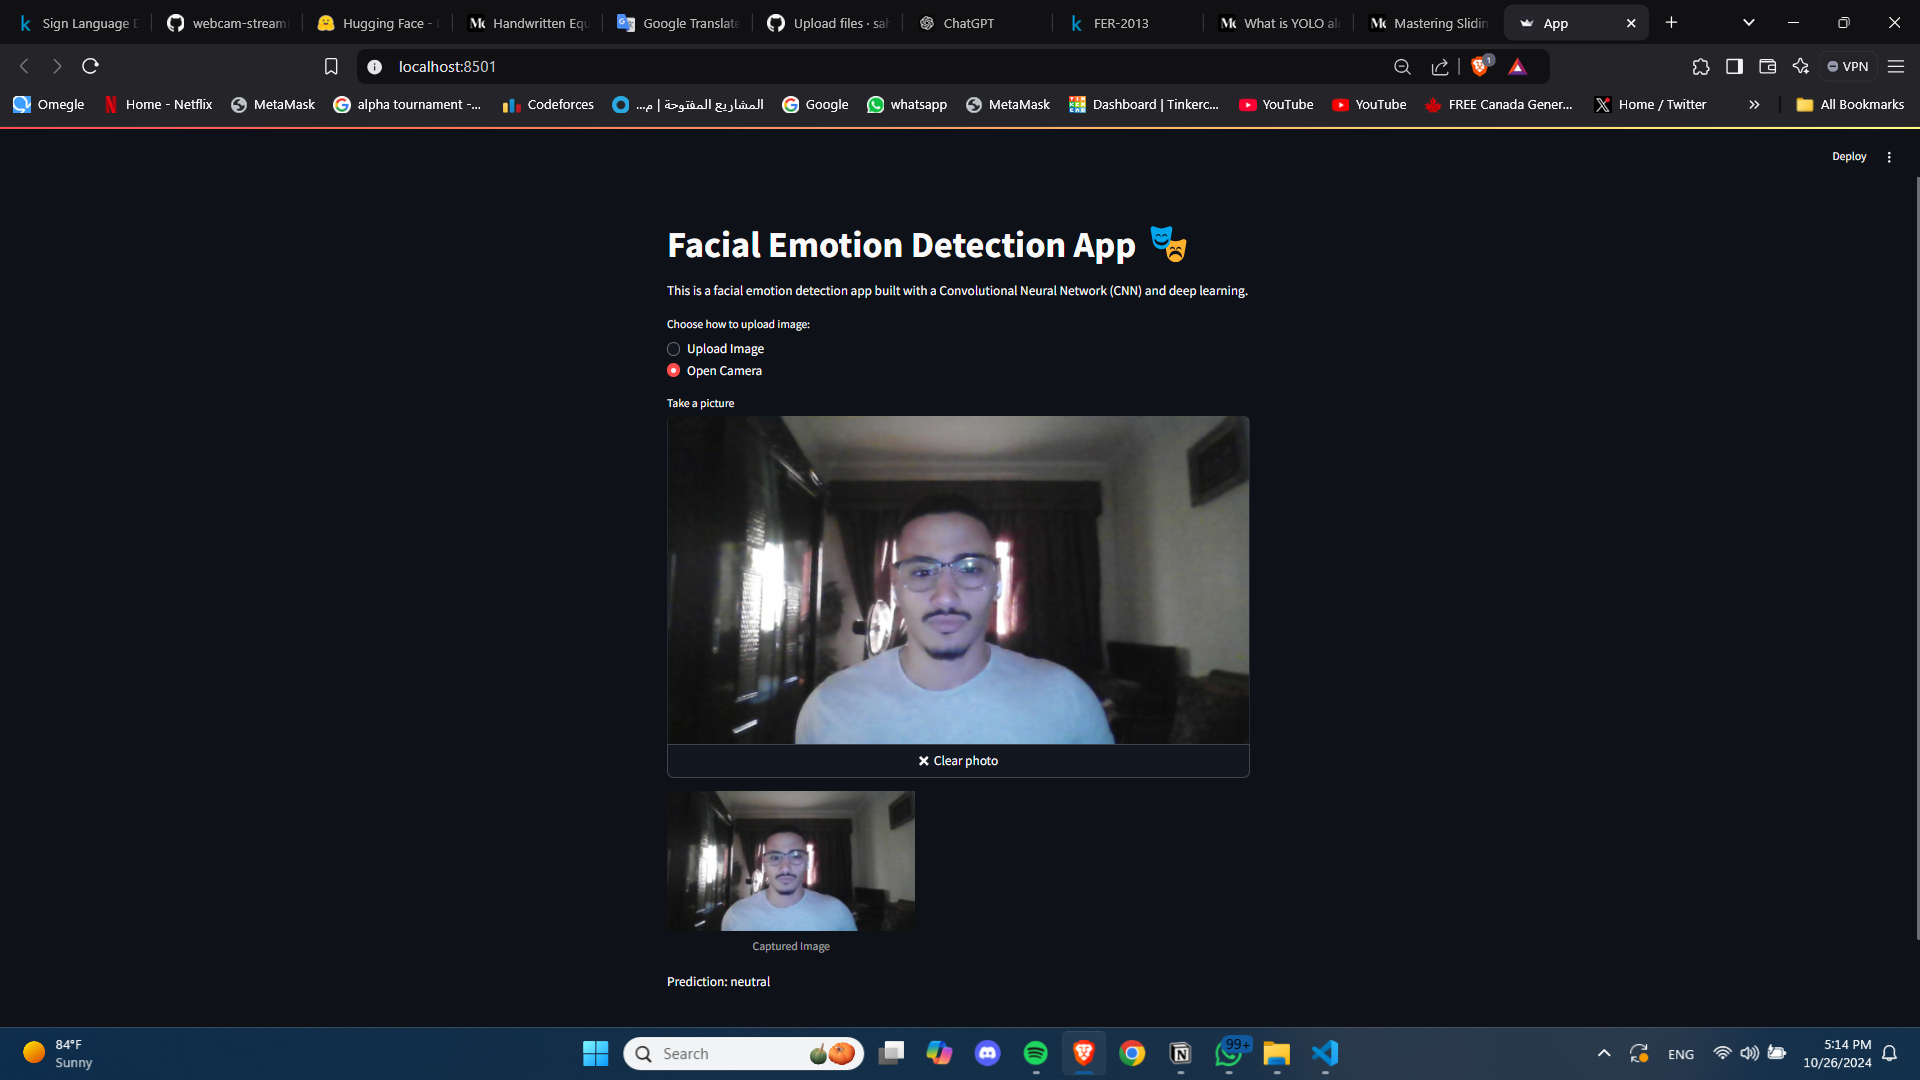 Sign Language D
webcam-streami
Hugging Face -
Handwritten Equ
Google Translate
Upload files · sah
ChatGPT
FER-2013
What is YOLO al
Mastering Slidin
App
localhost:8501
1
VPN
Omegle
Home - Netflix
MetaMask
alpha tournament -...
Codeforces
المشاريع المفتوحة | م...
Google
whatsapp
MetaMask
Dashboard | Tinkerc...
YouTube
YouTube
FREE Canada Gener...
Home / Twitter
All Bookmarks
Deploy
Facial Emotion Detection App
This is a facial emotion detection app built with a Convolutional Neural Network (CNN) and deep learning.
Choose how to upload image:
Upload Image
Open Camera
Take a picture
Clear photo
Captured Image
Prediction: neutral
84°F
Sunny
Search
99+
ENG
5:14 PM
10/26/2024